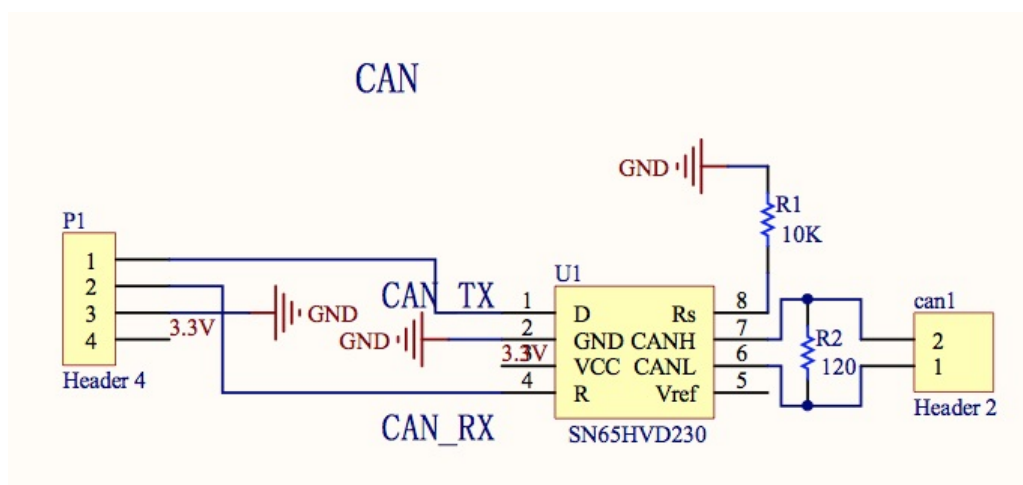 CAN
GND
R1
10K
P1
1
2
3
4
3.3V
GND
Header 4
CAN_TX
GND
3.3V
CAN_RX
U1
1
2
3
4
D
GND
VCC
R
Rs
CANH
CANL
Vref
8
7
6
5
SN65HVD230
R2
120
can1
2
1
Header 2